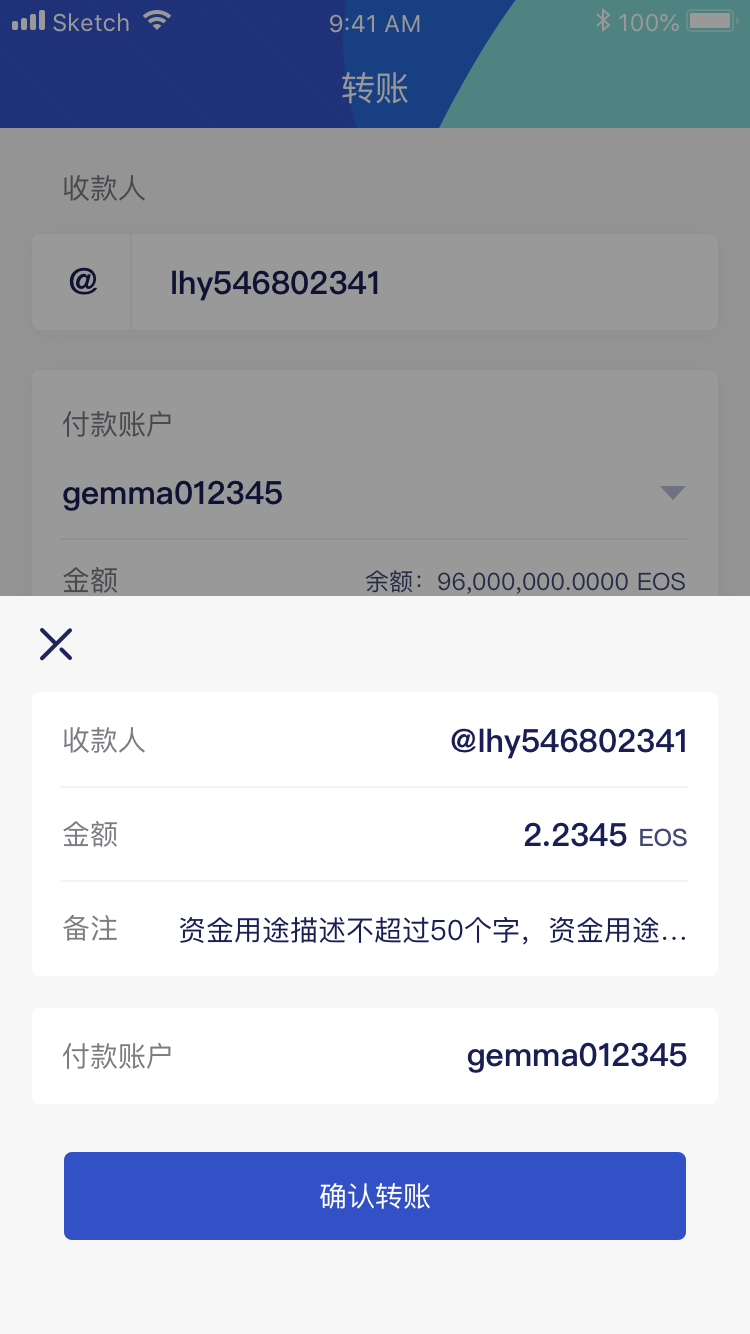 Sketch 9:41 AM 100%
转账
收款人
@ lhy546802341
付款账户
gemma012345
金额 余额：96,000,000.0000 EOS
收款人 @lhy546802341
金额 2.2345 EOS
备注 资金用途描述不超过50个字，资金用途...
付款账户 gemma012345
确认转账